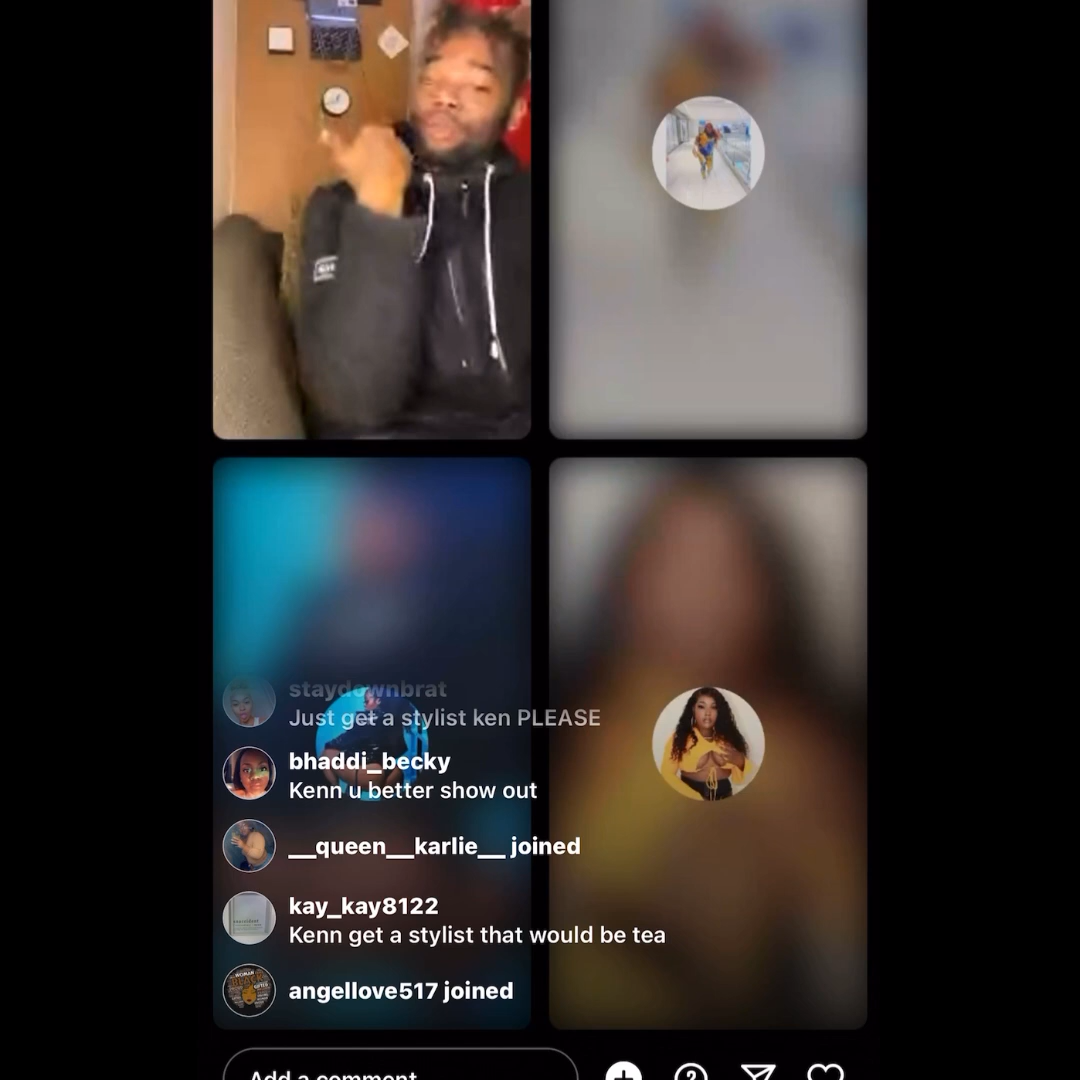 staydownbrat
Just get a stylist ken PLEASE
bhaddi_becky
Kenn u better show out
__queen__karlie__ joined
kay_kay8122
Kenn get a stylist that would be tea
angellove517 joined
Add a comment